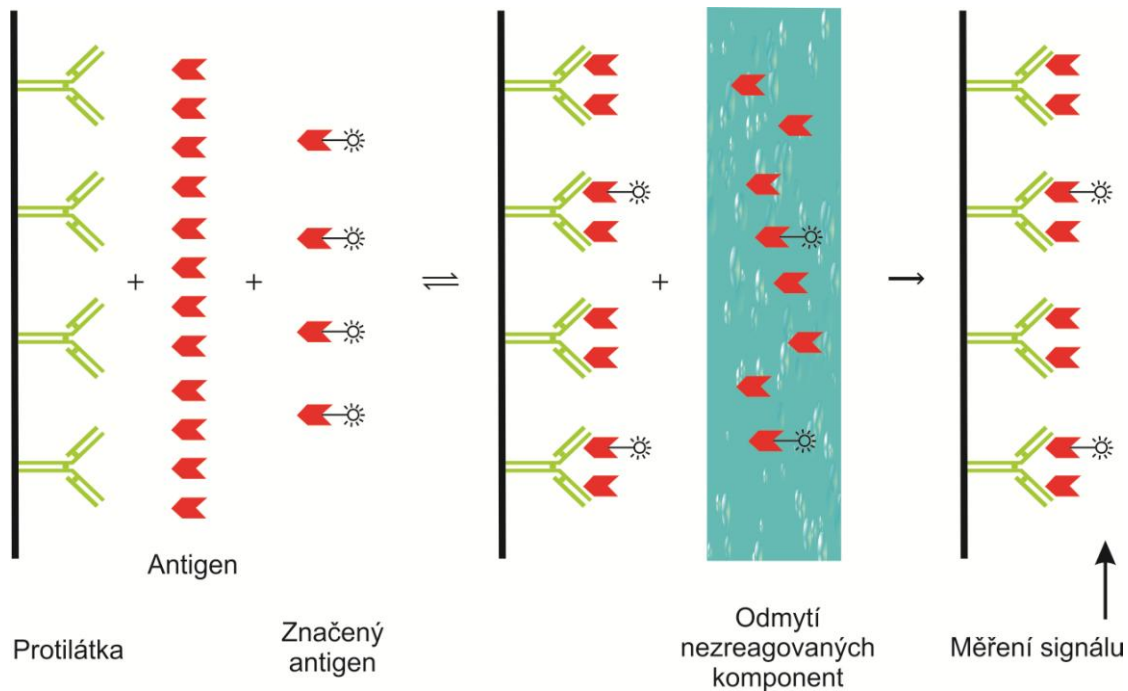 Antigen
Protilátka
Značený
antigen
Odmytí
nezreagovaných
komponent
Měření signálu